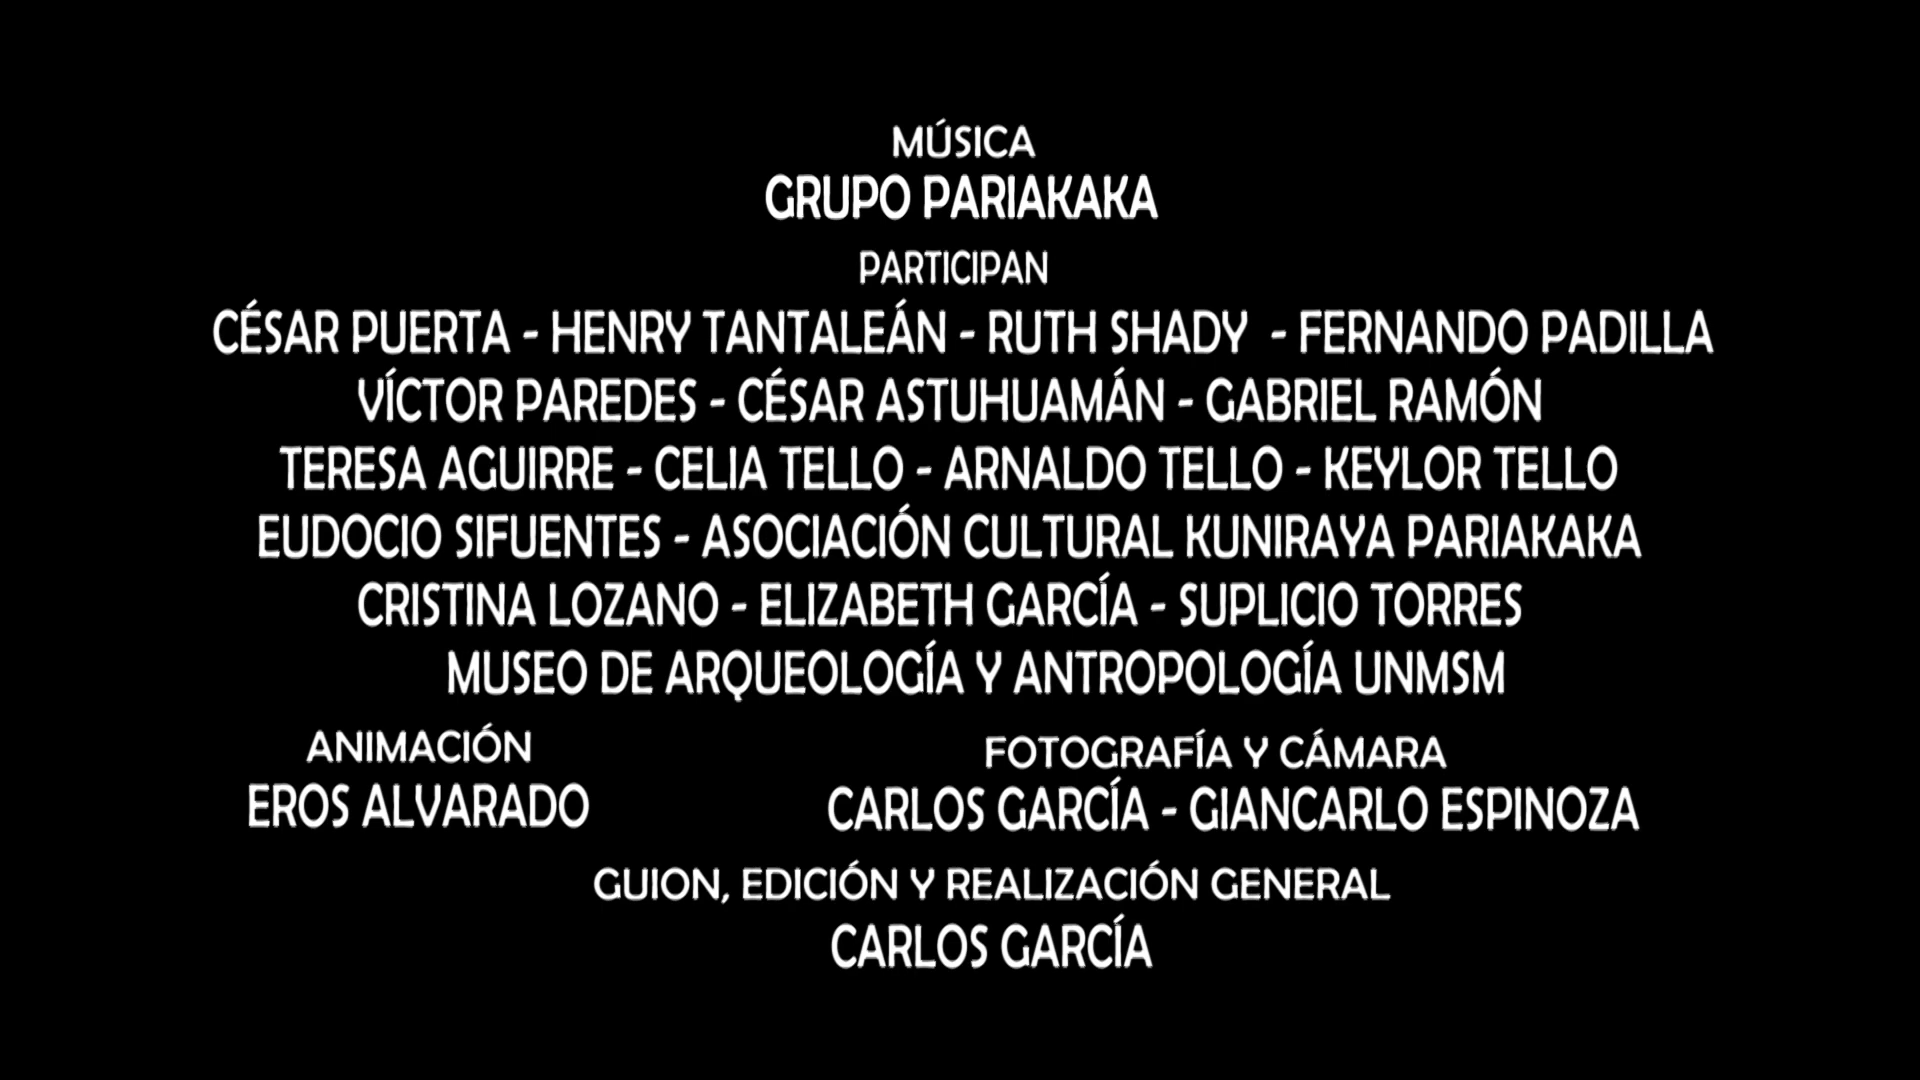 MÚSICA
GRUPO PARIAKAKA
PARTICIPAN
CÉSAR PUERTA - HENRY TANTALEÁN - RUTH SHADY - FERNANDO PADILLA
VÍCTOR PAREDES - CÉSAR ASTUHUAMÁN - GABRIEL RAMÓN
TERESA AGUIRRE - CELIA TELLO - ARNALDO TELLO - KEYLOR TELLO
EUDOCIO SIFUENTES - ASOCIACIÓN CULTURAL KUNIRAYA PARIAKAKA
CRISTINA LOZANO - ELIZABETH GARCÍA - SUPLICIO TORRES
MUSEO DE ARQUEOLOGÍA Y ANTROPOLOGÍA UNMSM
ANIMACIÓN
EROS ALVARADO
FOTOGRAFÍA Y CÁMARA
CARLOS GARCÍA - GIANCARLO ESPINOZA
GUION, EDICIÓN Y REALIZACIÓN GENERAL
CARLOS GARCÍA